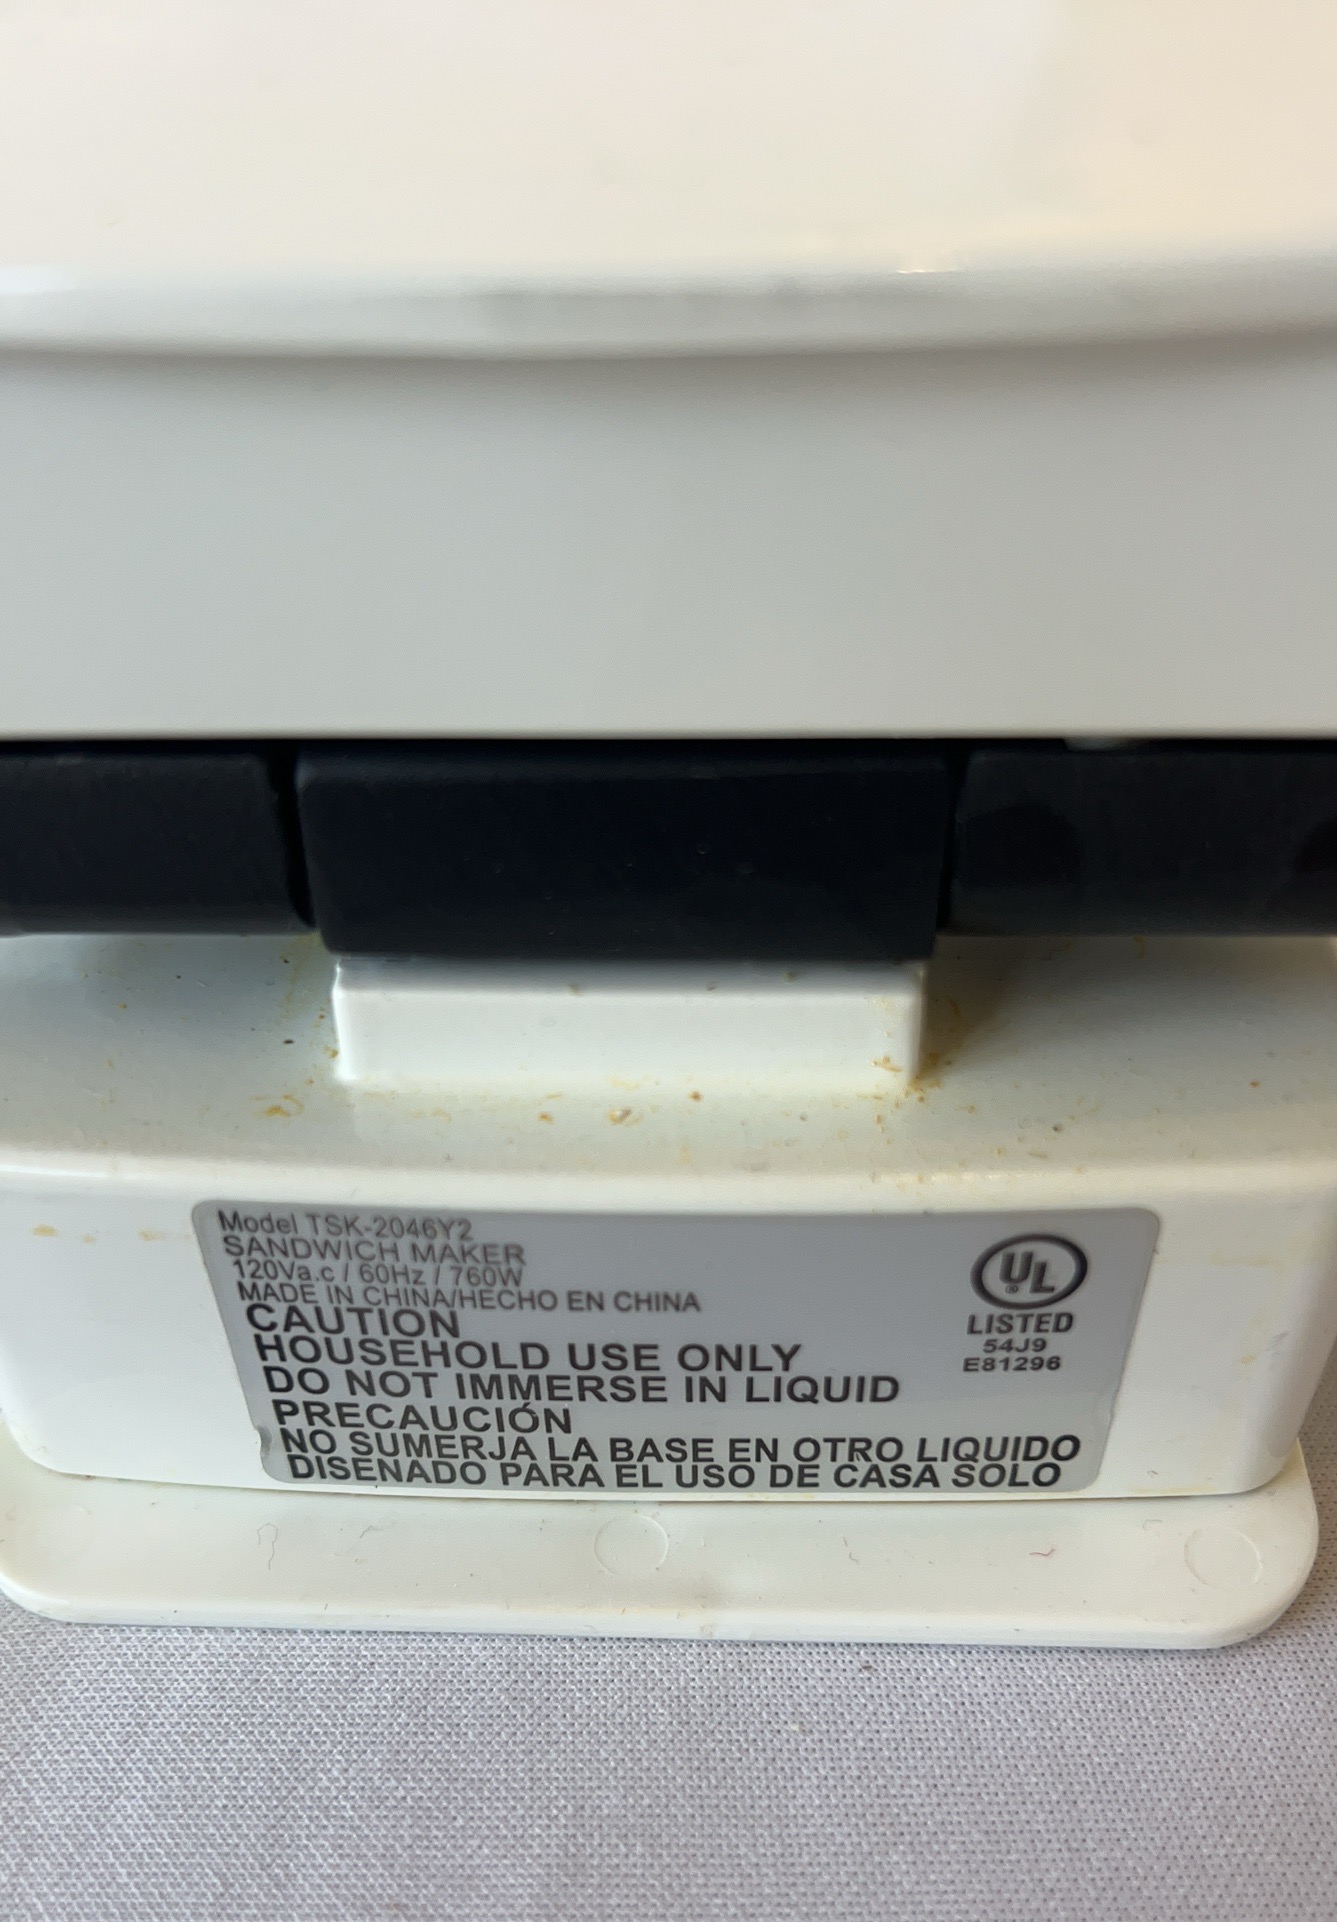 Model TSK-2046Y2
SANDWICH MAKER
120Va.c / 60Hz / 760W
MADE IN CHINA/HECHO EN CHINA
CAUTION
HOUSEHOLD USE ONLY
DO NOT IMMERSE IN LIQUID
PRECAUCIÓN
NO SUMERJA LA BASE EN OTRO LIQUIDO
DISENADO PARA EL USO DE CASA SOLO
UL
®
LISTED
54J9
E81296